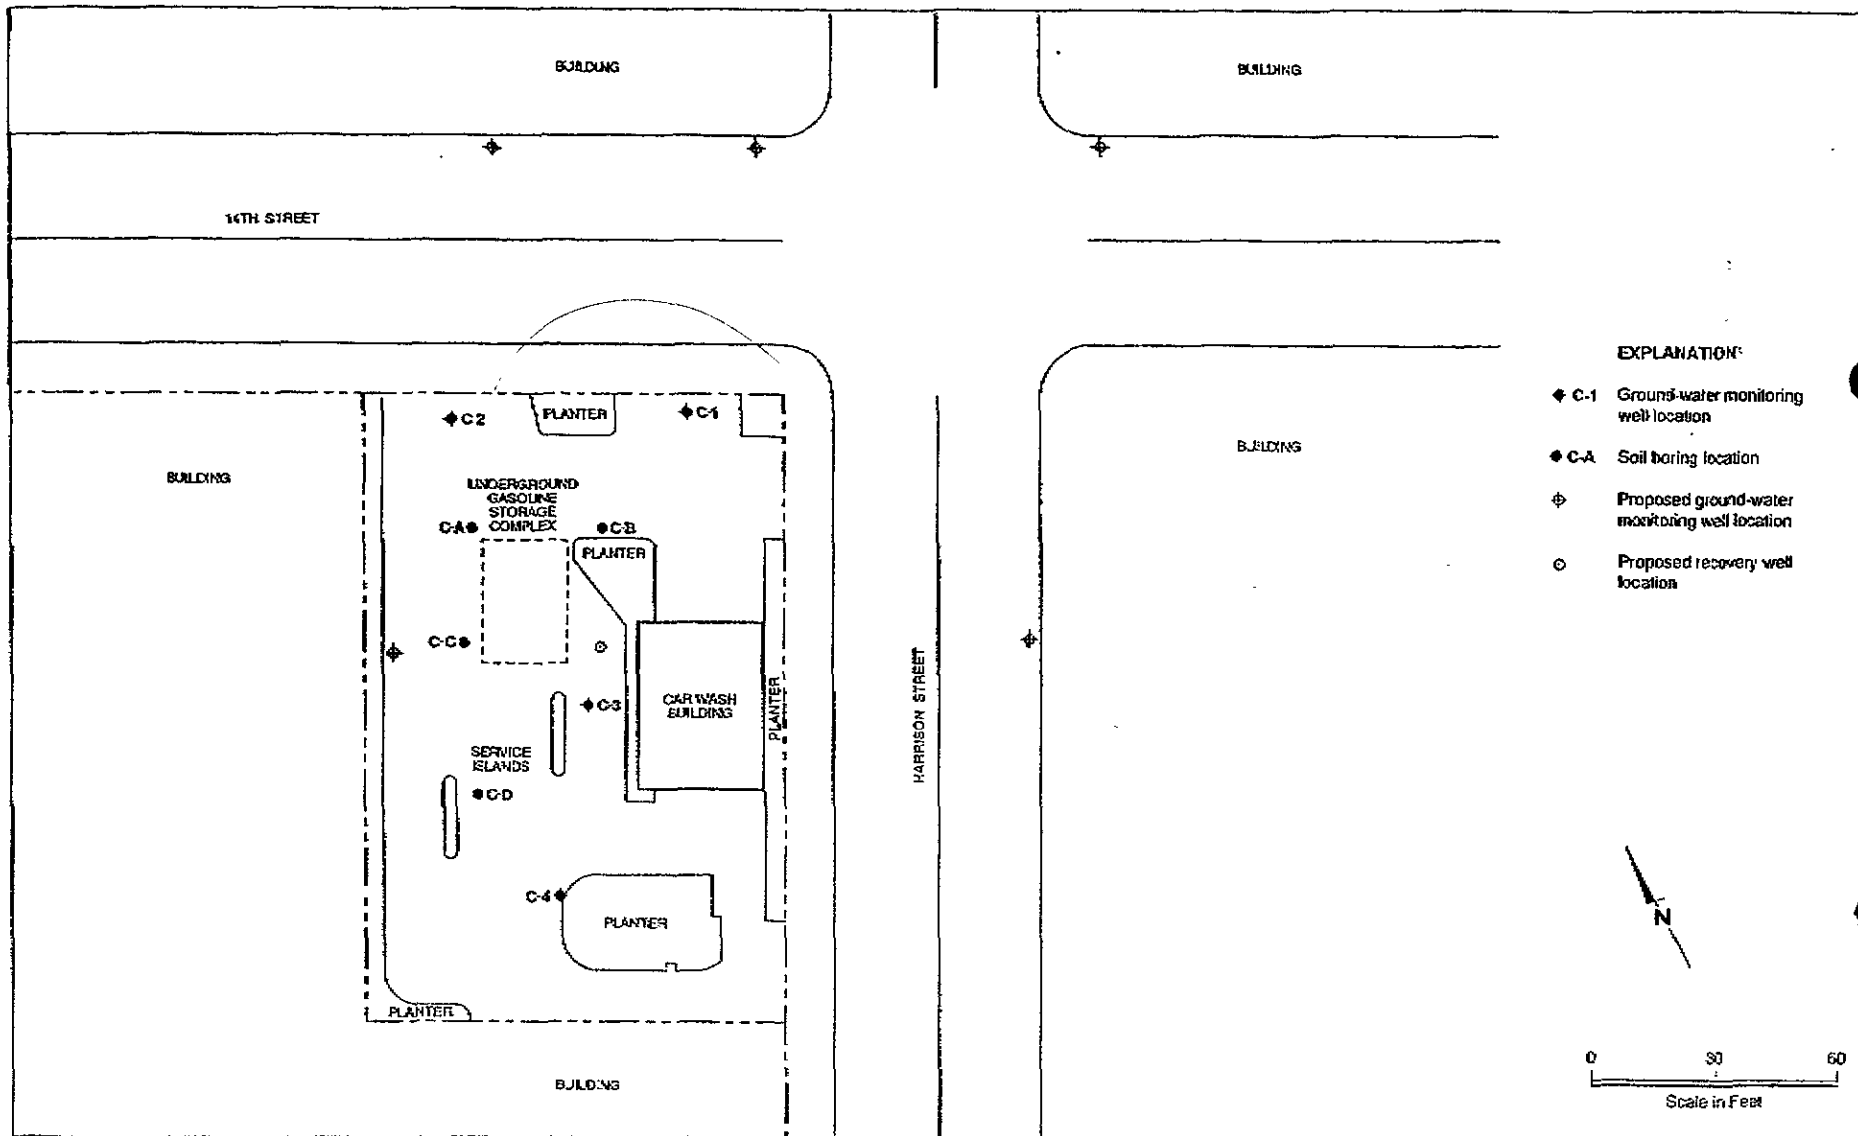 BUILDING
BUILDING
14TH STREET
EXPLANATION
C-1 Ground-water monitoring
well location
C-A Soil boring location
Proposed ground-water
monitoring well location
Proposed recovery well
location
C-2
PLANTER
C-1
BUILDING
BUILDING
UNDERGROUND
GASOLINE
STORAGE
COMPLEX
C-A
C-B
PLANTER
C-C
C-3
CAR WASH
BUILDING
PLANTER
HARRISON STREET
SERVICE
ISLANDS
C-D
C-4
PLANTER
N
PLANTER
BUILDING
0 30 60
Scale in Feet